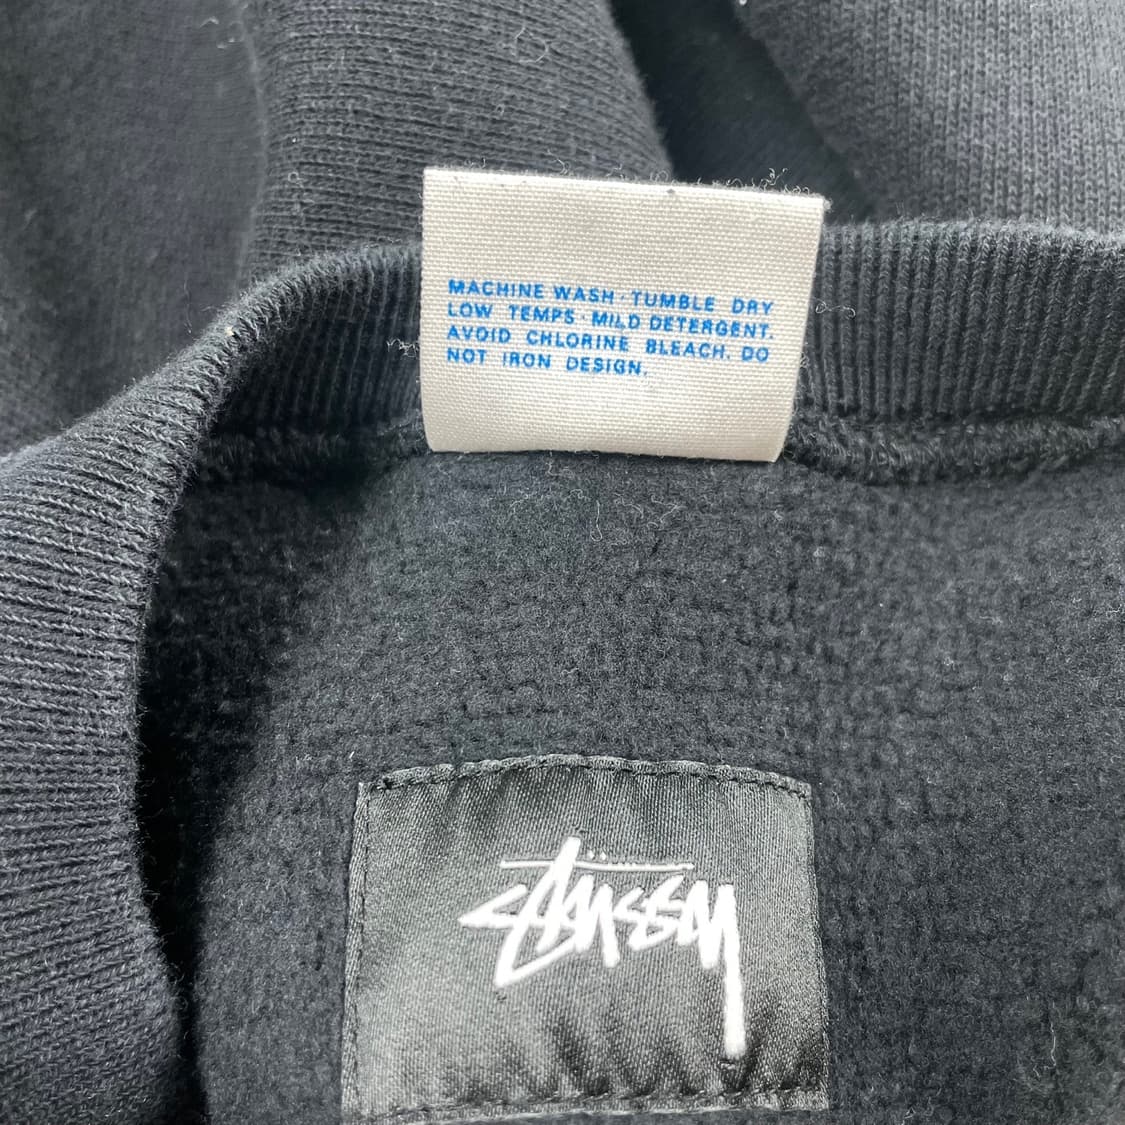 MACHINE WASH · TUMBLE DRY
LOW TEMPS · MILD DETERGENT.
AVOID CHLORINE BLEACH. DO
NOT IRON DESIGN.
Stüssy